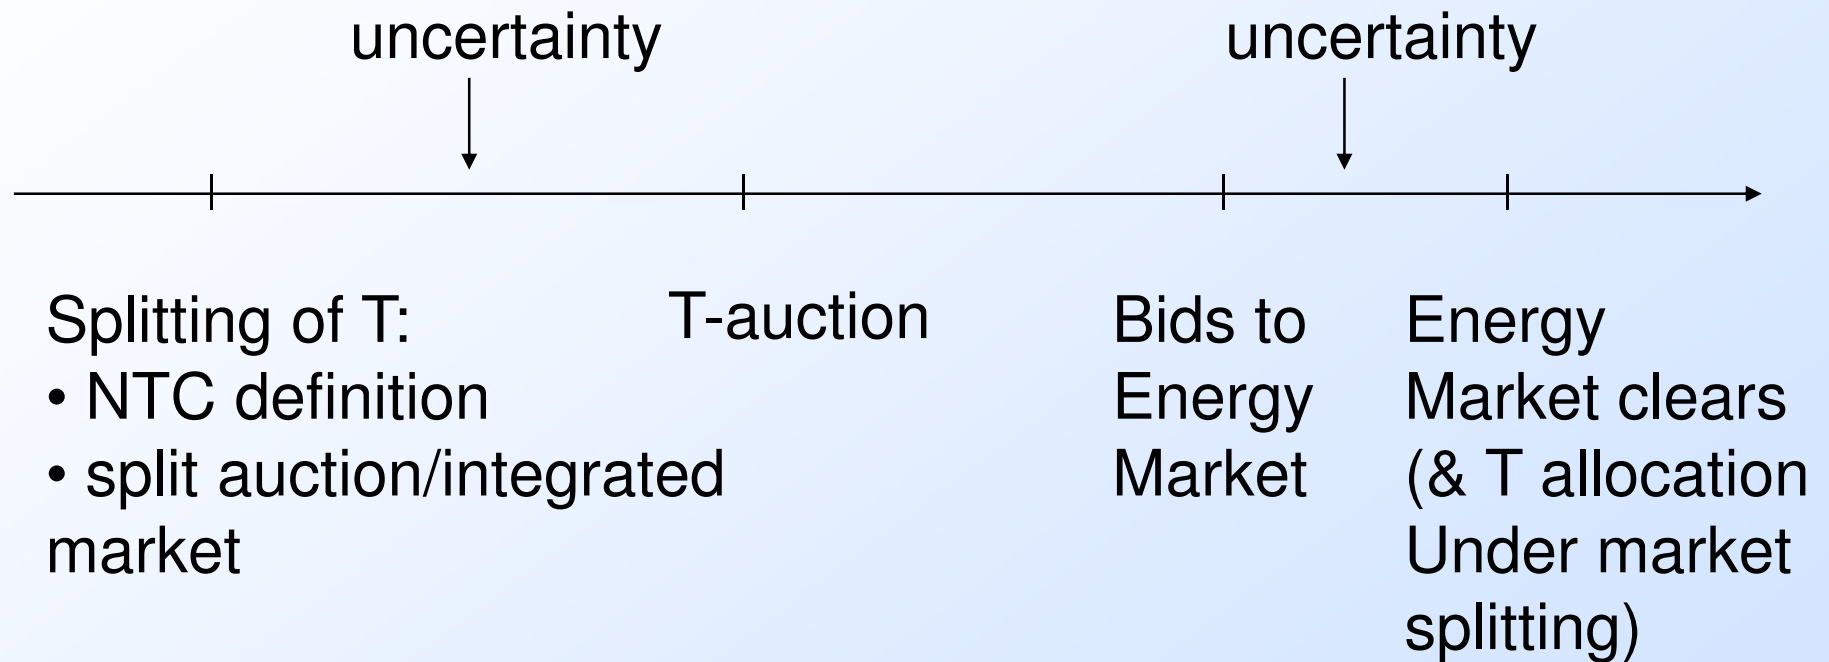 uncertainty
uncertainty
Splitting of T:
• NTC definition
• split auction/integrated
market
T-auction
Bids to
Energy
Market
Energy
Market clears
(& T allocation
Under market
splitting)